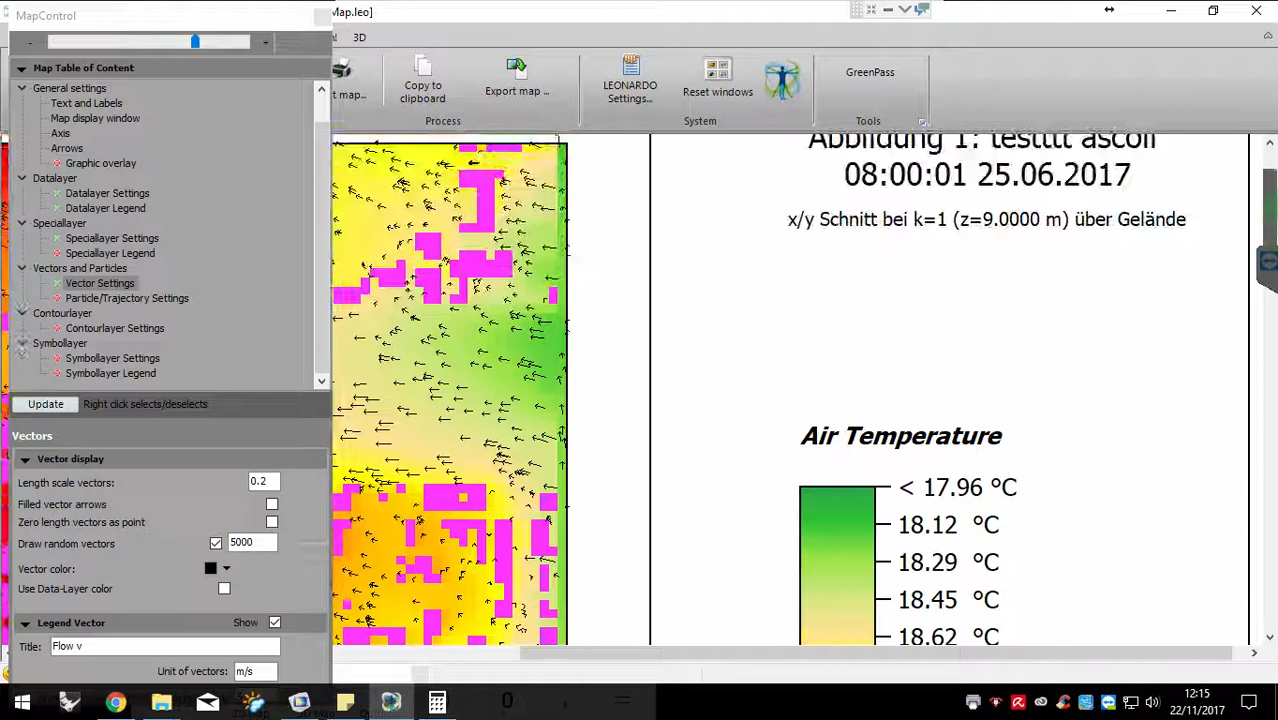 MapControl
Map.leo]
!
3D
-
Map Table of Content
General settings
Text and Labels
Map display window
Axis
Arrows
Graphic overlay
Datalayer
Datalayer Settings
Datalayer Legend
Speciallayer
Speciallayer Settings
Speciallayer Legend
Vectors and Particles
Vector Settings
Particle/Trajectory Settings
Contourlayer
Contourlayer Settings
Symbollayer
Symbollayer Settings
Symbollayer Legend
Update
Right click selects/deselects
Vectors
Vector display
Length scale vectors:
0.2
Filled vector arrows
Zero length vectors as point
Draw random vectors
5000
Vector color:
Use Data-Layer color
Legend Vector
Show
Title:
Flow v
Unit of vectors:
m/s
t map...
Copy to
clipboard
Export map ...
Process
LEONARDO
Settings...
Reset windows
System
GreenPass
Tools
Abbildung 1: testttt ascoli
08:00:01 25.06.2017
x/y Schnitt bei k=1 (z=9.0000 m) über Gelände
Air Temperature
< 17.96 °C
18.12 °C
18.29 °C
18.45 °C
18.62 °C
0
,
12:15
22/11/2017